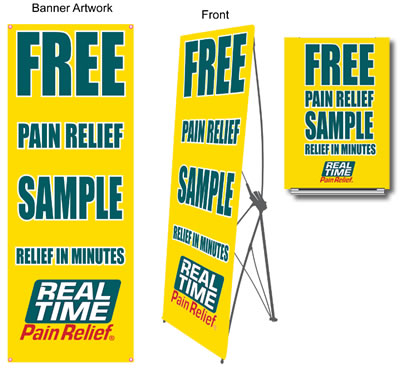 Banner Artwork
FREE
PAIN RELIEF
SAMPLE
RELIEF IN MINUTES
REAL
TIME
Pain Relief®
Front
FREE
PAIN RELIEF
SAMPLE
RELIEF IN MINUTES
REAL
TIME
Pain Relief®
FREE
PAIN RELIEF
SAMPLE
RELIEF IN MINUTES
REAL
TIME
Pain Relief.